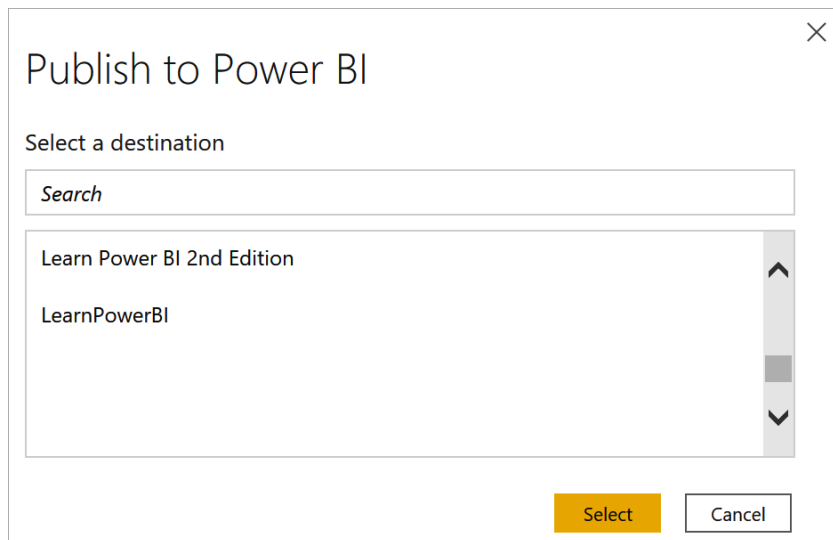 Publish to Power BI
Select a destination
Search
Learn Power BI 2nd Edition
LearnPowerBI
Select
Cancel